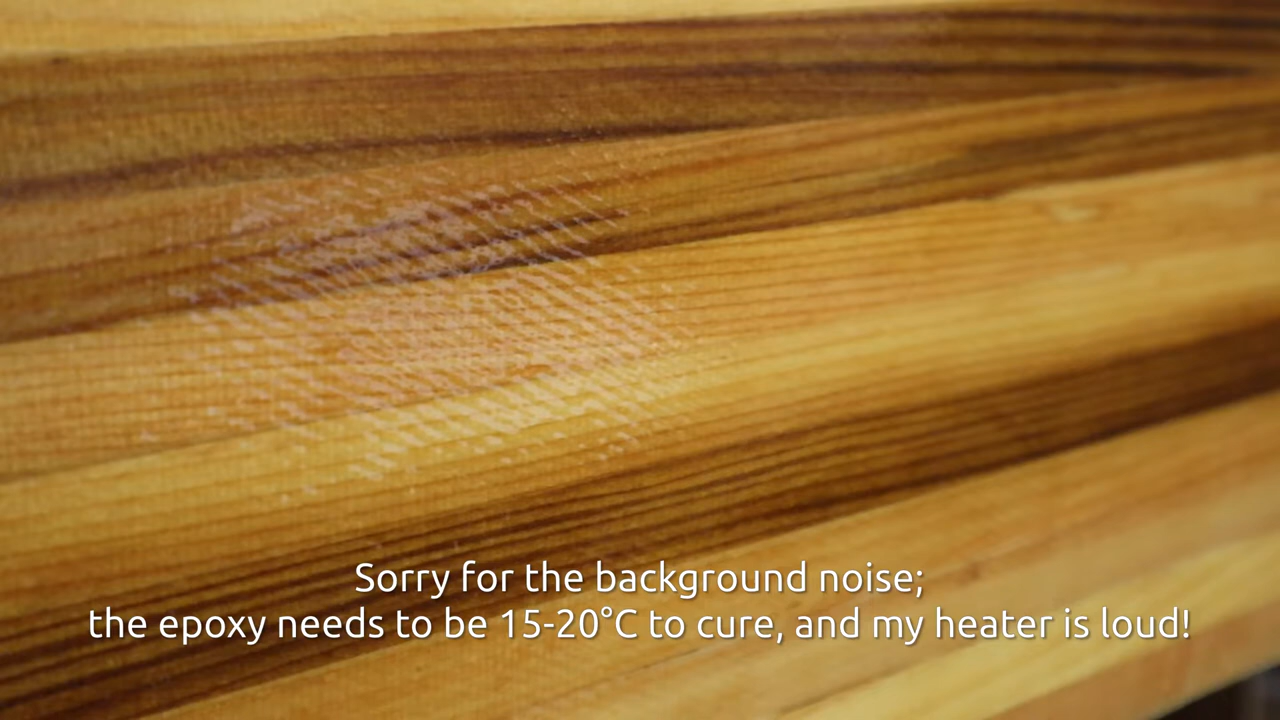 Sorry for the background noise;
the epoxy needs to be 15-20°C to cure, and my heater is loud!